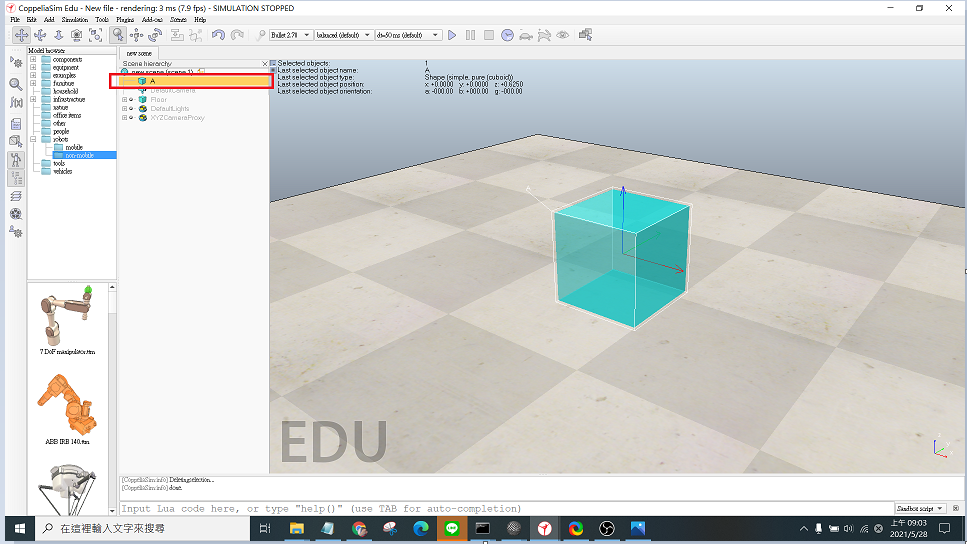 CoppeliaSim Edu - New file - rendering: 3 ms (7.9 fps) - SIMULATION STOPPED
File Edit Add Simulation Tools Plugins Add-ons Scenes Help
Bullet 2.78 balanced (default) dt=50 ms (default)
Model browser
components
equipment
examples
furniture
household
infrastructure
nature
office items
other
people
robots
mobile
non-mobile
tools
vehicles
7 DoF manipulator.ttm
ABB IRB 140.ttm
new scene
Scene hierarchy
new scene (scene 1)
A
DefaultCamera
Floor
DefaultLights
XYZCameraProxy
Selected objects: 1
Last selected object name: A
Last selected object type: Shape (simple, pure (cuboid))
Last selected object position: x: +0.0000 y: +0.0000 z: +0.6250
Last selected object orientation: a: -000.00 b: +000.00 g: -000.00
A
EDU
[CoppeliaSim:info] Deleting selection...
[CoppeliaSim:info] done.
Input Lua code here, or type "help()" (use TAB for auto-completion)
Sandbox script
在這裡輸入文字來搜尋
上午 09:03
2021/5/28